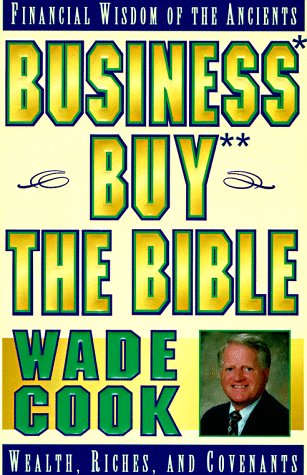 FINANCIAL WISDOM OF THE ANCIENTS
BUSINESS*
BUY**
THE BIBLE
WADE
COOK
WEALTH, RICHES, AND COVENANTS